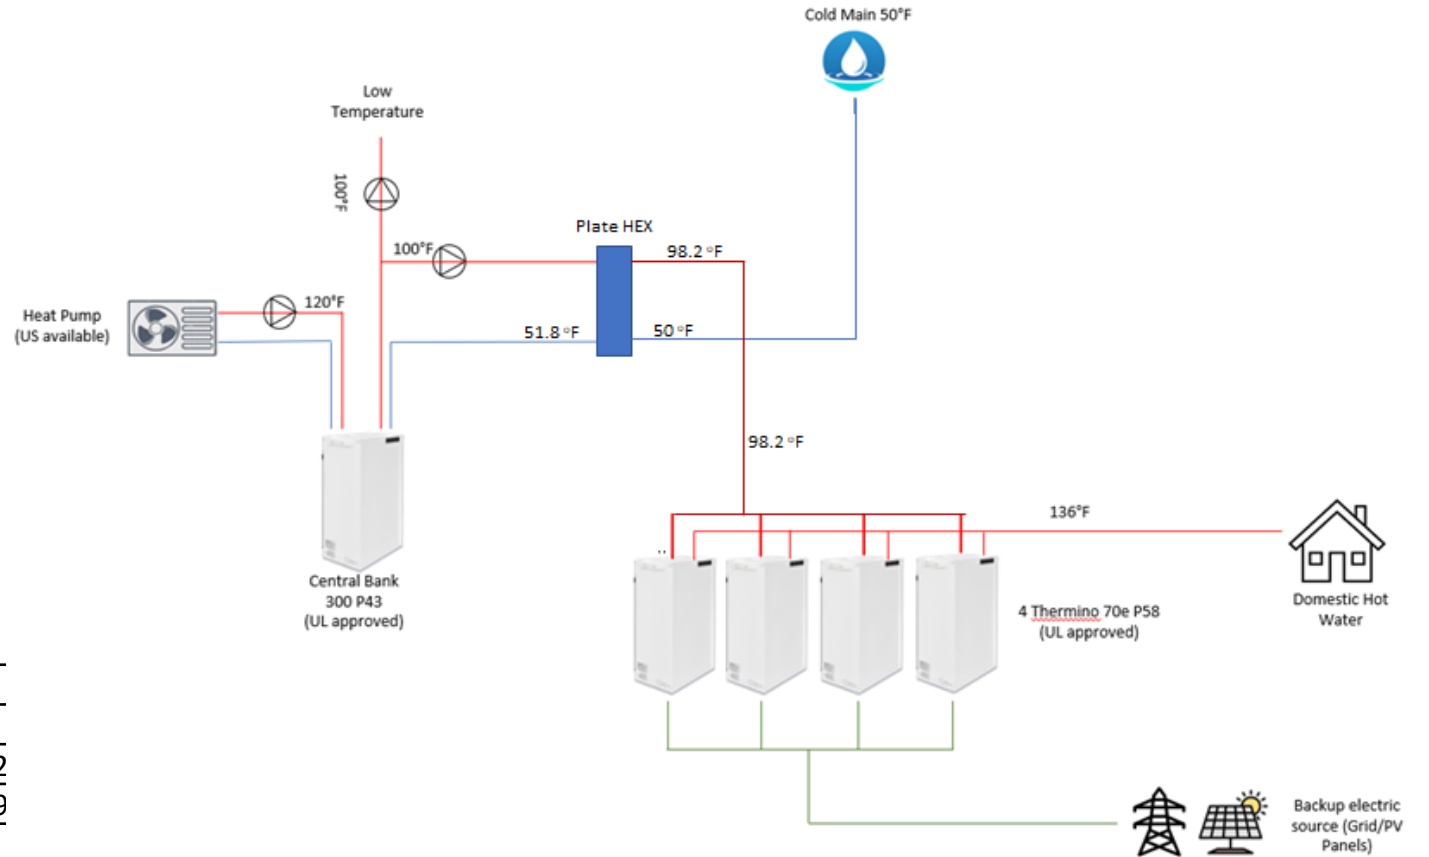 Cold Main 50°F
Low
Temperature
100°F
Plate HEX
100°F
98.2 °F
Heat Pump
(US available)
120°F
51.8 °F
50 °F
98.2 °F
136°F
Central Bank
300 P43
(UL approved)
4 Thermino 70e P58
(UL approved)
Domestic Hot
Water
Backup electric
source (Grid/PV
Panels)